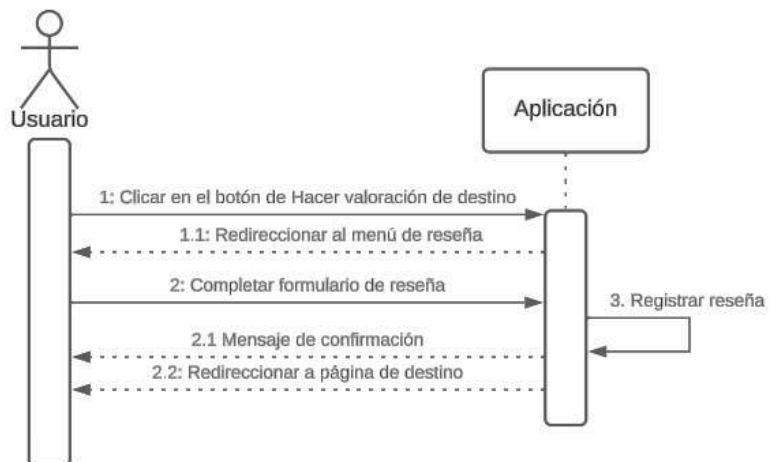 Usuario
Aplicación
1: Clicar en el botón de Hacer valoración de destino
1.1: Redireccionar al menú de reseña
2: Completar formulario de reseña
3. Registrar reseña
2.1 Mensaje de confirmación
2.2: Redireccionar a página de destino